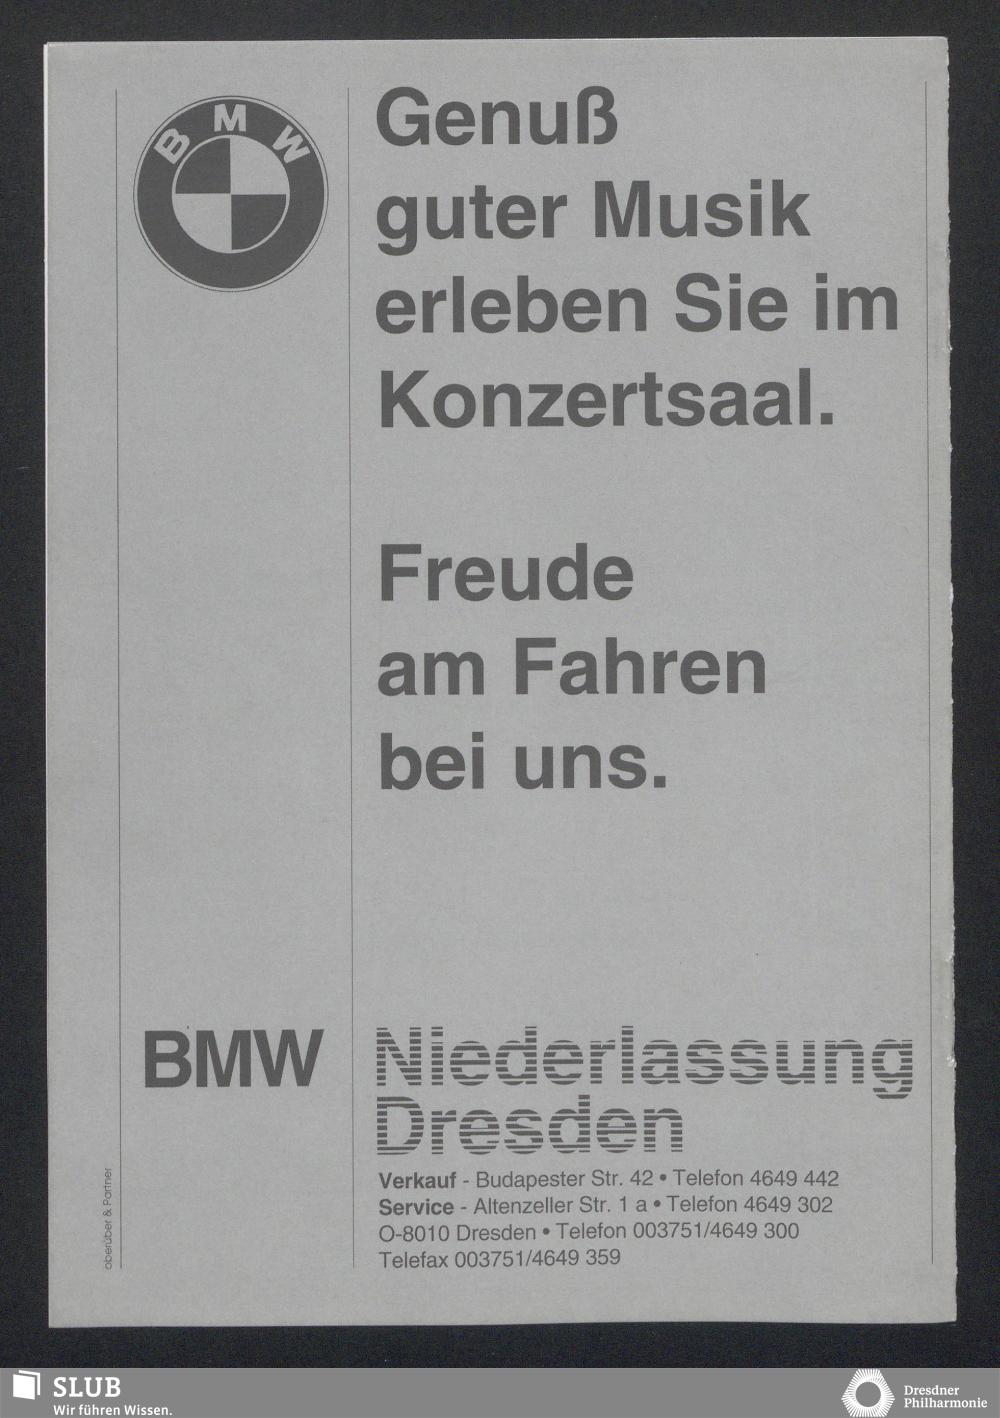 BMW
Genuß
guter Musik
erleben Sie im
Konzertsaal.
Freude
am Fahren
bei uns.
BMW
Niederlassung
Dresden
Verkauf - Budapester Str. 42 • Telefon 4649 442
Service - Altenzeller Str. 1 a • Telefon 4649 302
O-8010 Dresden • Telefon 003751/4649 300
Telefax 003751/4649 359
oberüber & Partner
SLUB
Wir führen Wissen.
Dresdner
Philharmonie